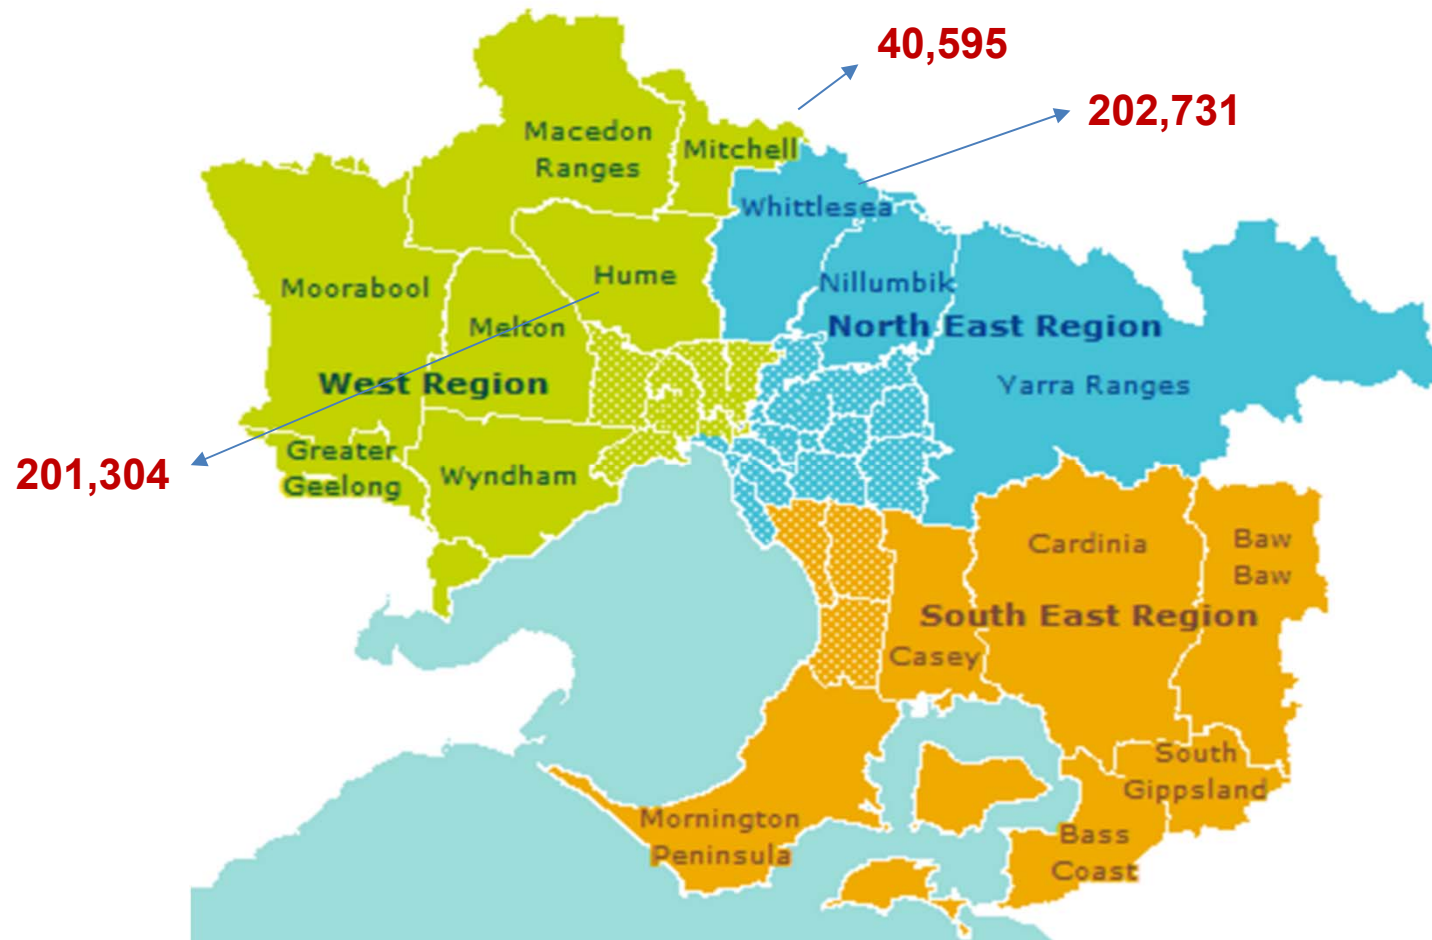 40,595
202,731
Macedon
Ranges
Mitchell
Whittlesea
Hume
Nillumbik
Moorabool
Melton
North East Region
West Region
Yarra Ranges
Greater
Geelong
Wyndham
201,304
Cardinia
Baw
Baw
South East Region
Casey
South
Gippsland
Mornington
Peninsula
Bass
Coast